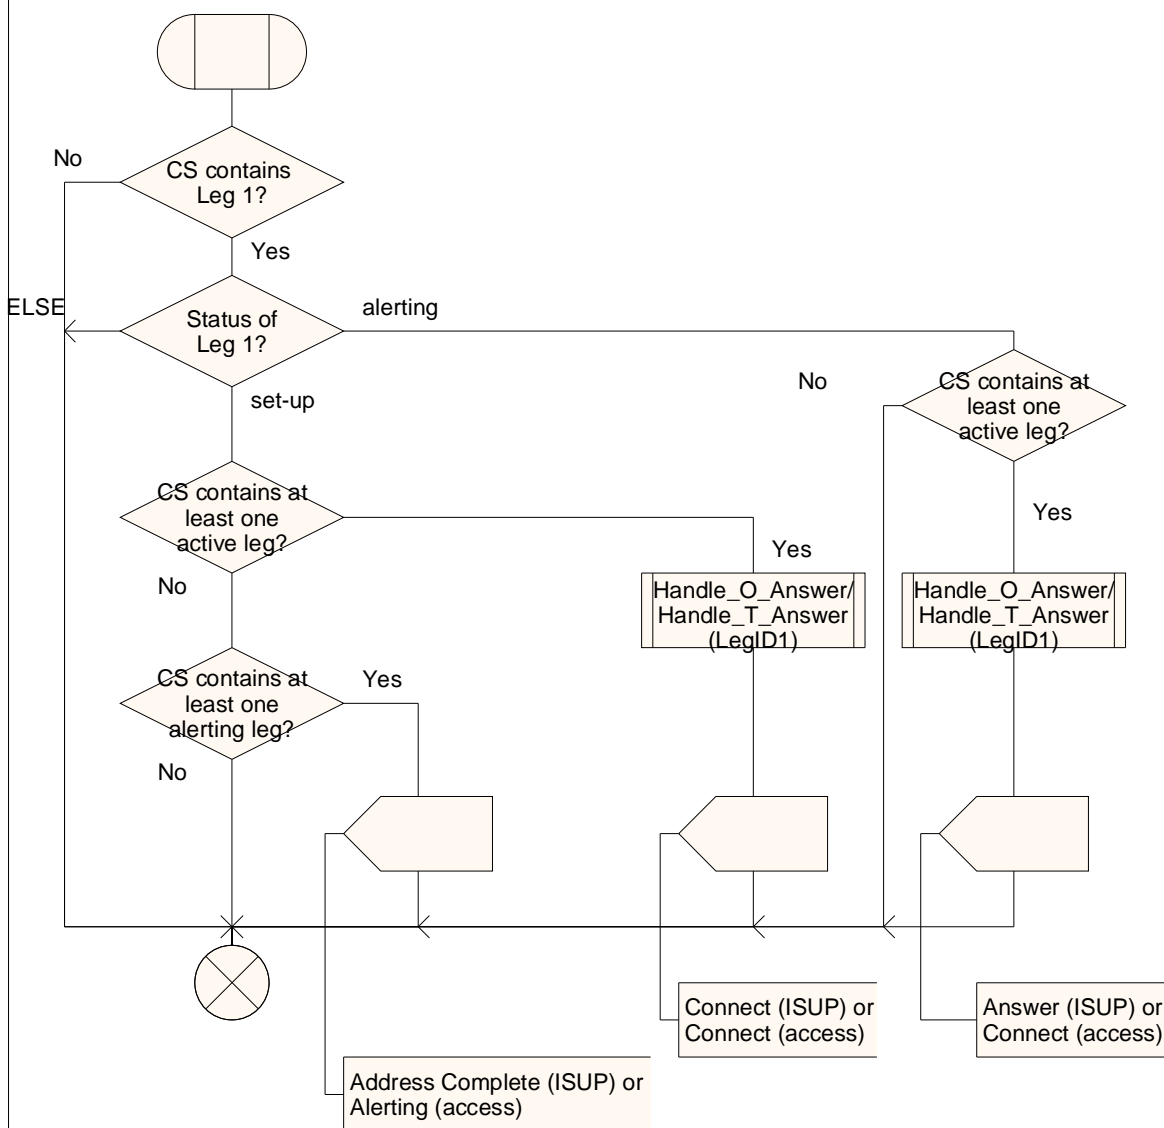 No
CS contains
Leg 1?
Yes
ELSE
Status of
Leg 1?
alerting
set-up
No
CS contains at
least one
active leg?
Yes
CS contains at
least one
active leg?
Yes
No
Handle_O_Answer/
Handle_T_Answer
(LegID1)
Handle_O_Answer/
Handle_T_Answer
(LegID1)
CS contains at
least one
alerting leg?
Yes
No
Connect (ISUP) or
Connect (access)
Answer (ISUP) or
Connect (access)
Address Complete (ISUP) or
Alerting (access)